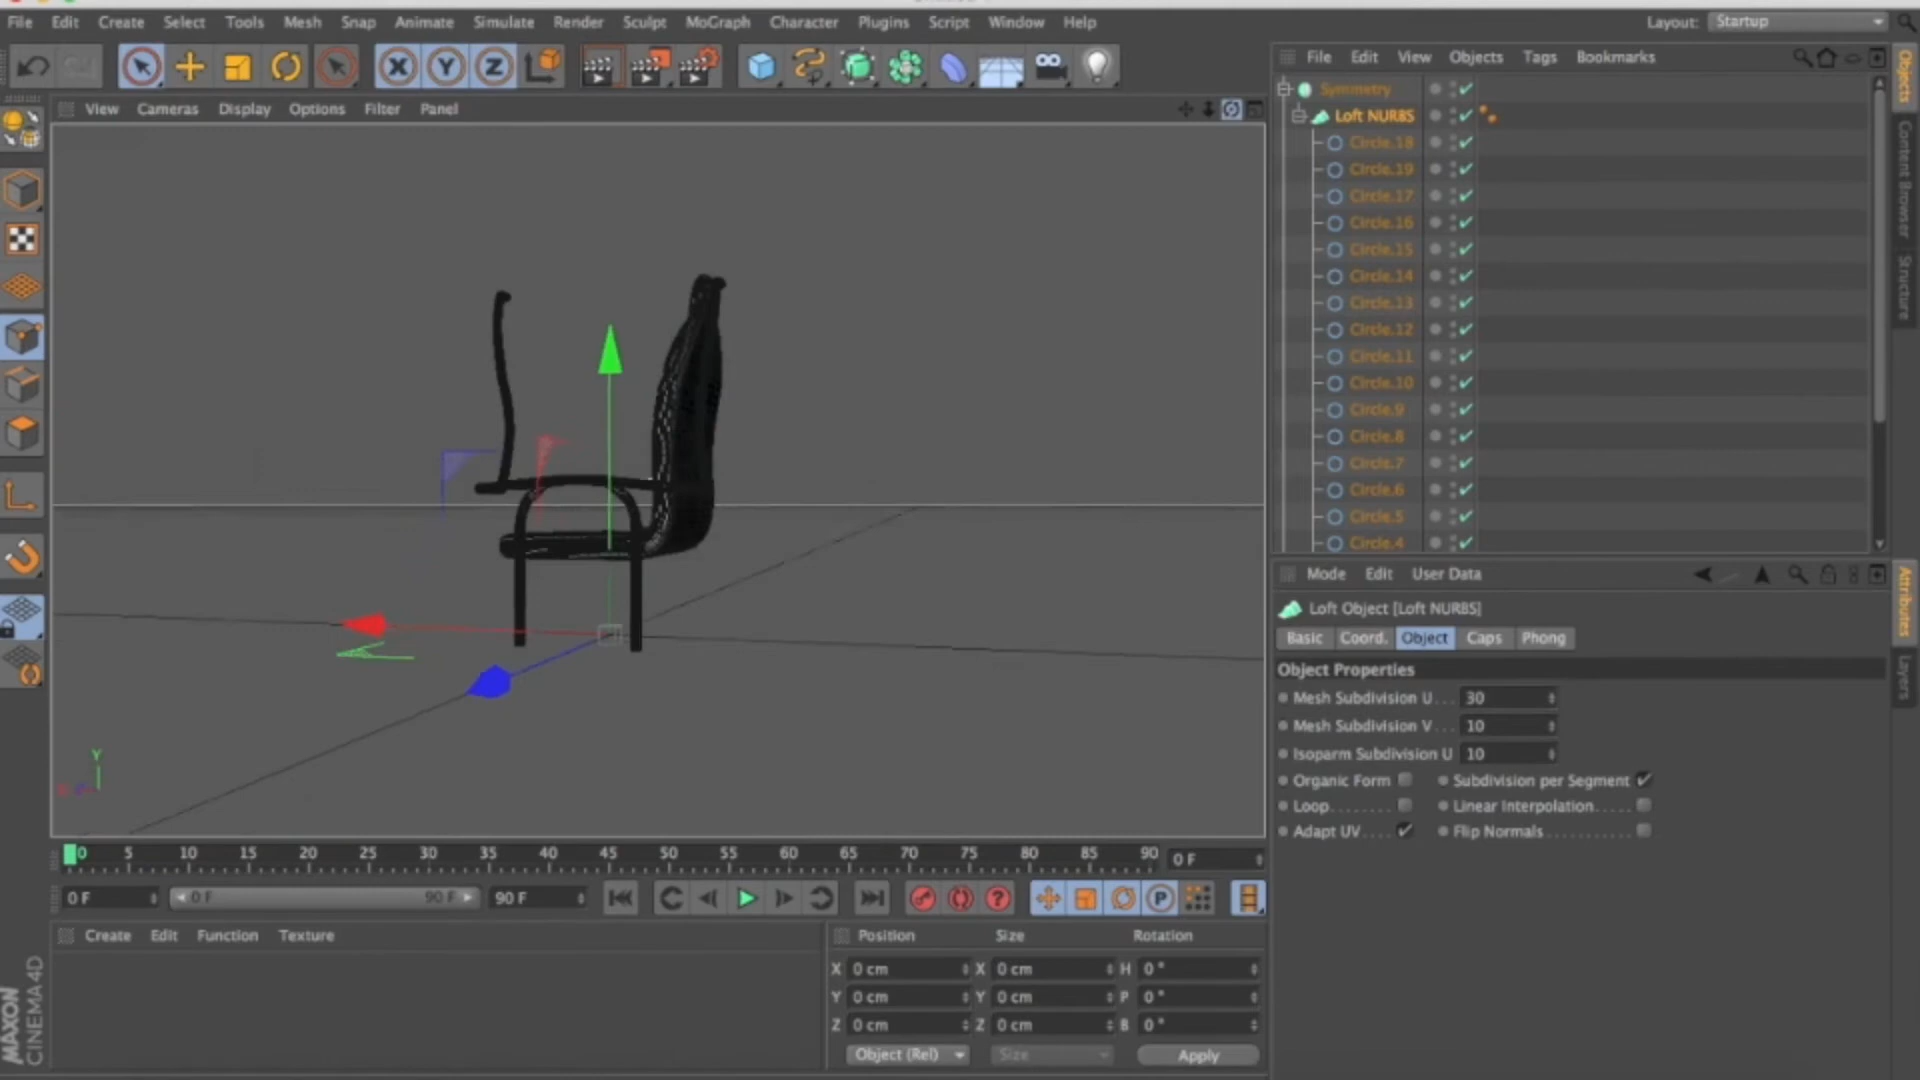 File Edit Create Select Tools Mesh Snap Animate Simulate Render Sculpt MoGraph Character Plugins Script Window Help
Layout: Startup
File Edit View Objects Tags Bookmarks
View Cameras Display Options Filter Panel
Symmetry
Loft NURBS
Circle.18
Circle.19
Circle.17
Circle.16
Circle.15
Circle.14
Circle.13
Circle.12
Circle.11
Circle.10
Circle.9
Circle.8
Circle.7
Circle.6
Circle.5
Circle.4
Objects
Content Browser
Structure
Mode Edit User Data
Attributes
Layers
Loft Object [Loft NURBS]
Basic Coord. Object Caps Phong
Object Properties
Mesh Subdivision U... 30
Mesh Subdivision V... 10
Isoparm Subdivision U 10
Organic Form Subdivision per Segment
Loop........ Linear Interpolation.....
Adapt UV.... Flip Normals...........
X Y Z
P
Y
0 5 10 15 20 25 30 35 40 45 50 55 60 65 70 75 80 85 90 0 F
0 F 0 F 90 F 90 F
Create Edit Function Texture
Position Size Rotation
X 0 cm X 0 cm H 0 °
Y 0 cm Y 0 cm P 0 °
Z 0 cm Z 0 cm B 0 °
Object (Rel) Size Apply
MAXON
CINEMA 4D